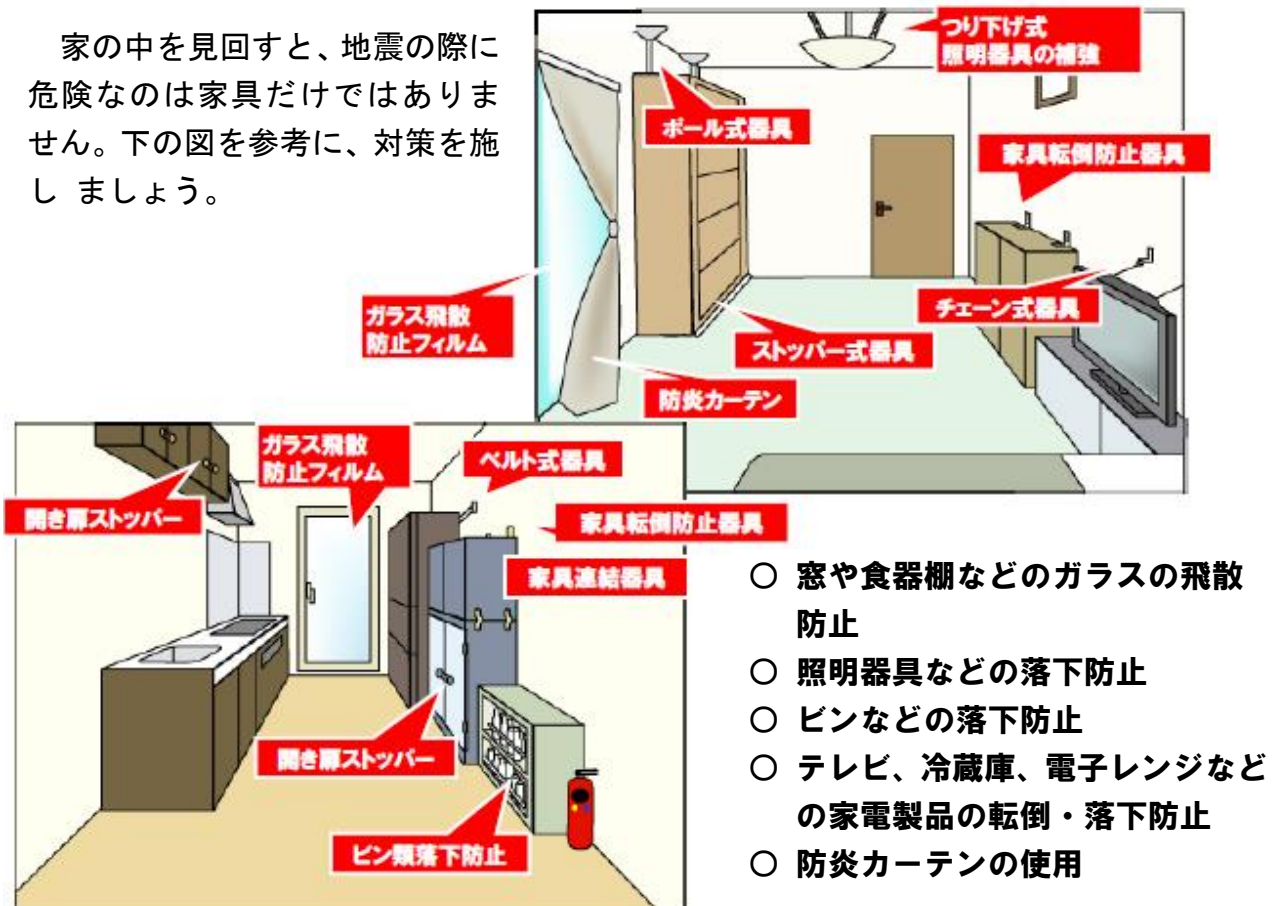 家の中を見回すと、地震の際に
危険なのは家具だけではありま
せん。下の図を参考に、対策を施
し ましょう。
つり下げ式
照明器具の補強
ポール式器具
家具転倒防止器具
チェーン式器具
ガラス飛散
防止フィルム
ストッパー式器具
防炎カーテン
ガラス飛散
防止フィルム
ベルト式器具
開き扉ストッパー
家具転倒防止器具
家具連結器具
開き扉ストッパー
ビン類落下防止
○ 窓や食器棚などのガラスの飛散
防止
○ 照明器具などの落下防止
○ ビンなどの落下防止
○ テレビ、冷蔵庫、電子レンジなど
の家電製品の転倒・落下防止
○ 防炎カーテンの使用